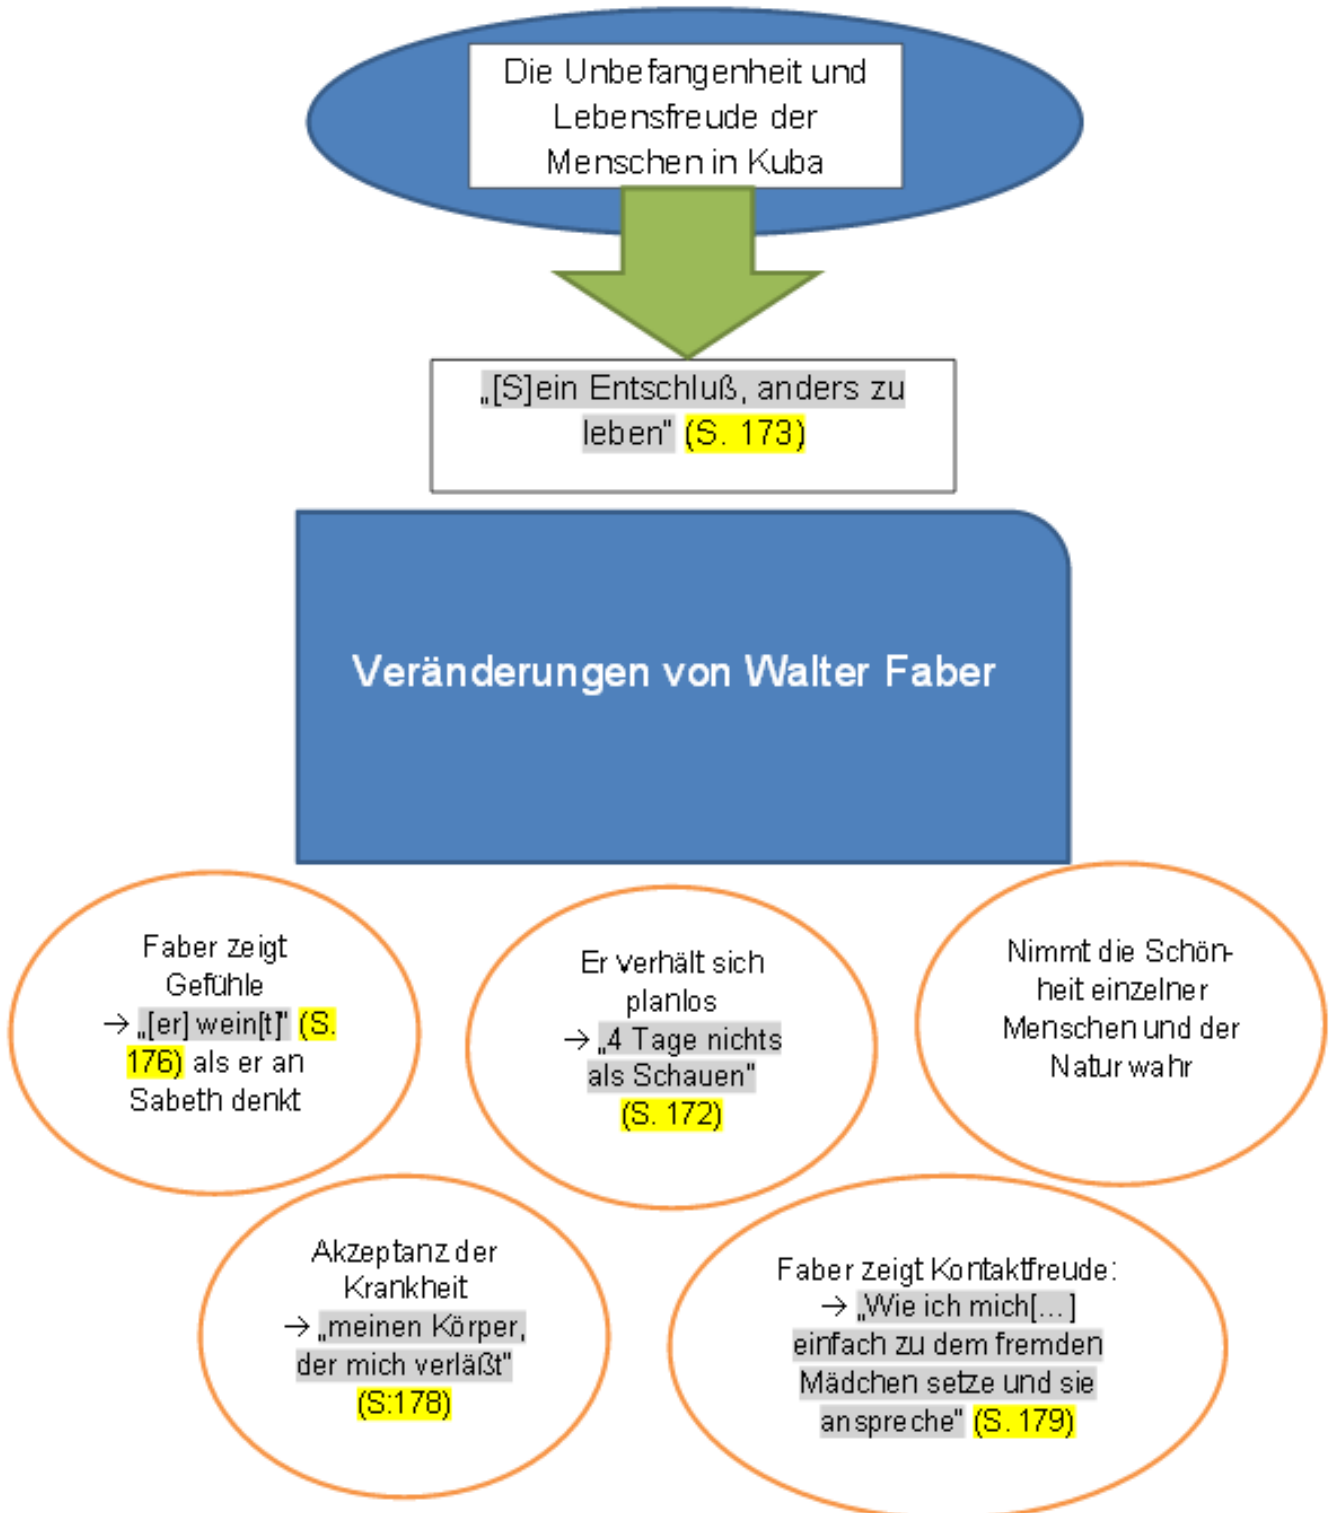 Die Unbefangenheit und
Lebensfreude der
Menschen in Kuba
„[S]ein Entschluß, anders zu
leben" (S. 173)
Veränderungen von Walter Faber
Faber zeigt
Gefühle
→ „[er] wein[t]" (S.
176) als er an
Sabeth denkt
Er verhält sich
planlos
→ „4 Tage nichts
als Schauen"
(S. 172)
Nimmt die Schön-
heit einzelner
Menschen und der
Natur wahr
Akzeptanz der
Krankheit
→ „meinen Körper,
der mich verläßt"
(S:178)
Faber zeigt Kontaktfreude:
→ „Wie ich mich[...]
einfach zu dem fremden
Mädchen setze und sie
anspreche" (S. 179)